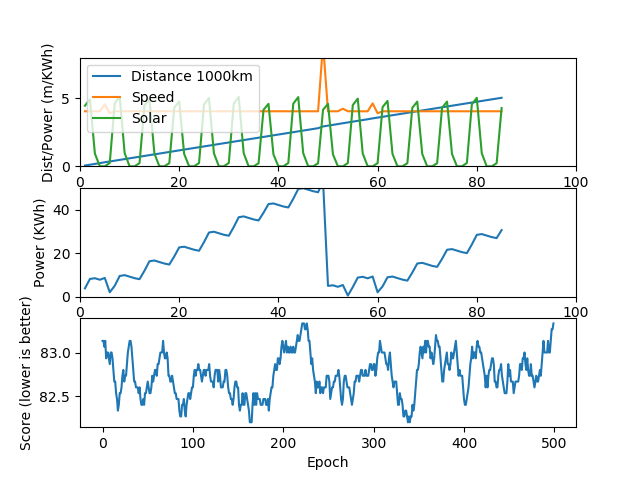 Dist/Power (m/KWh)
Distance 1000km
Speed
Solar
5
0
0 20 40 60 80 100
Power (KWh)
40
20
0
0 20 40 60 80 100
Score (lower is better)
83.0
82.5
0 100 200 300 400 500
Epoch